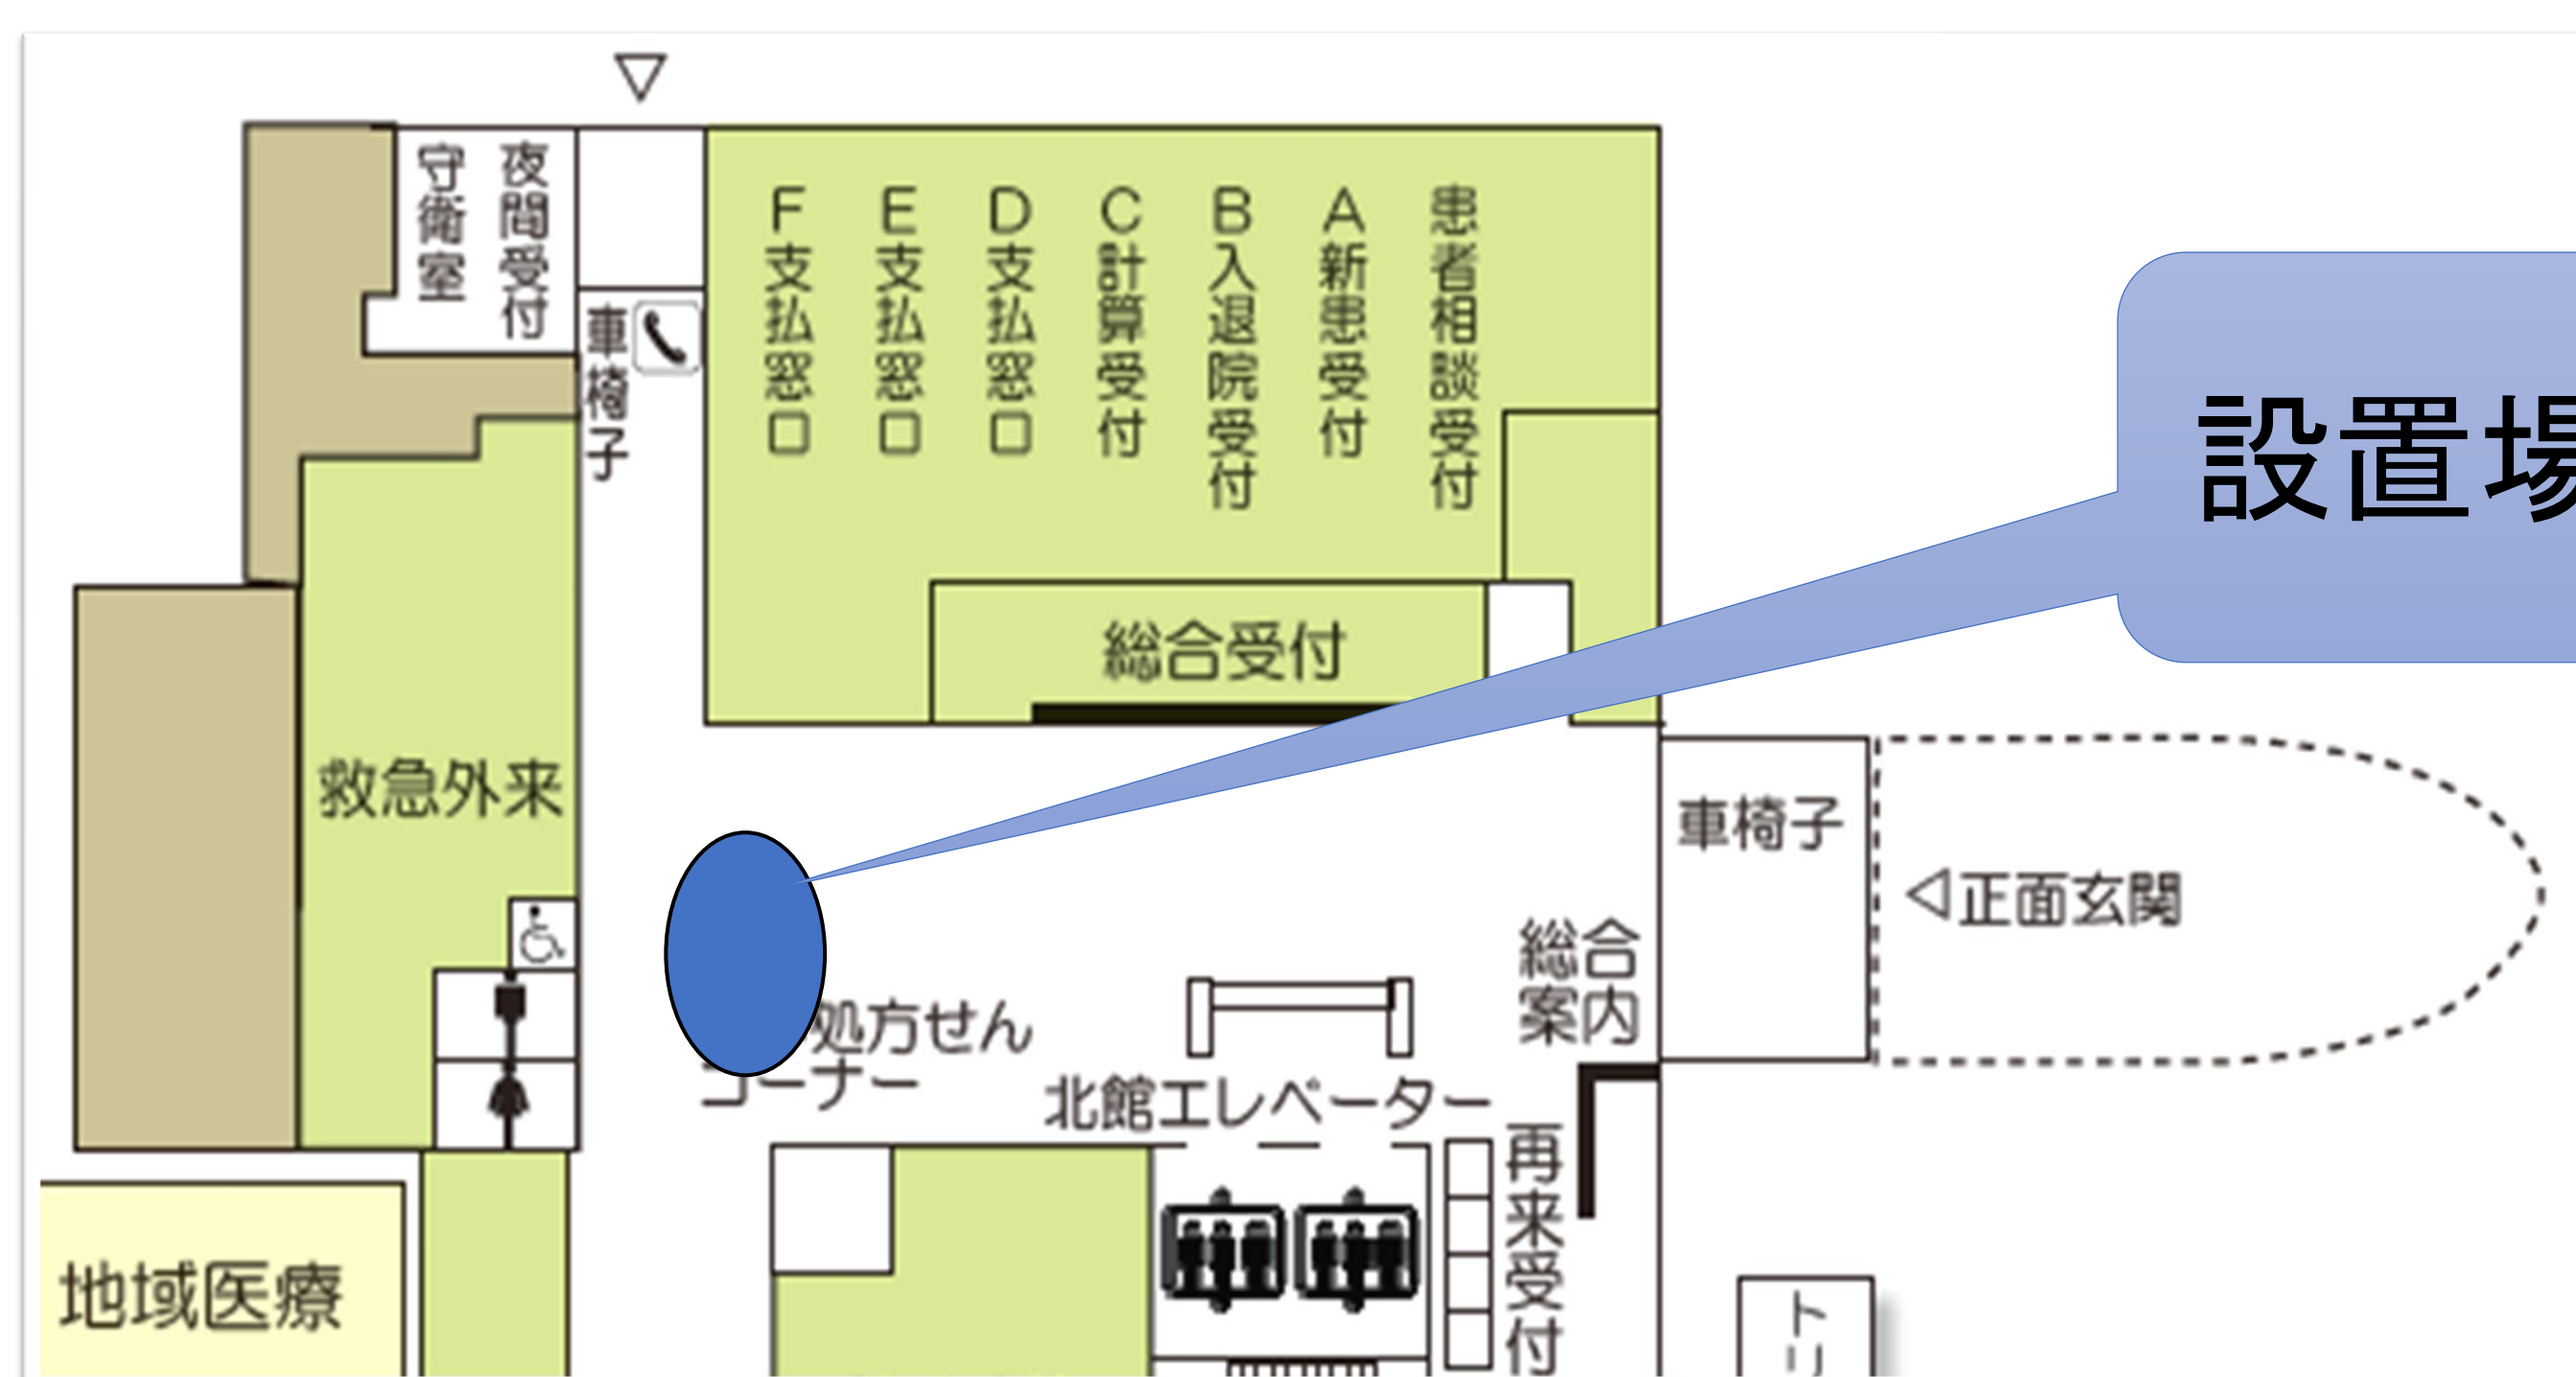 夜間受付
守衛室
患者相談受付
A新患受付
B入退院受付
C計算受付
D支払窓口
E支払窓口
F支払窓口
車椅子
設置場
総合受付
救急外来
車椅子
正面玄関
総合
案内
処方せん
コーナー
北館エレベーター
再来受付
地域医療